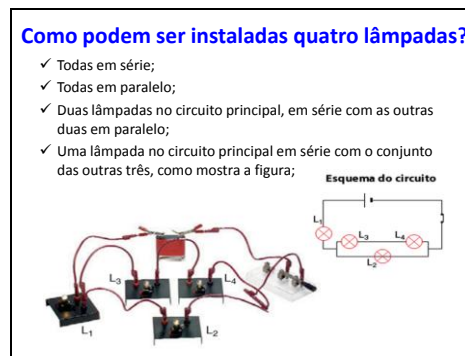 Como podem ser instaladas quatro lâmpadas?
✓ Todas em série;
✓ Todas em paralelo;
✓ Duas lâmpadas no circuito principal, em série com as outras
duas em paralelo;
✓ Uma lâmpada no circuito principal em série com o conjunto
das outras três, como mostra a figura;
Esquema do circuito
L1
L3
L4
L2
L3
L4
L1
L2